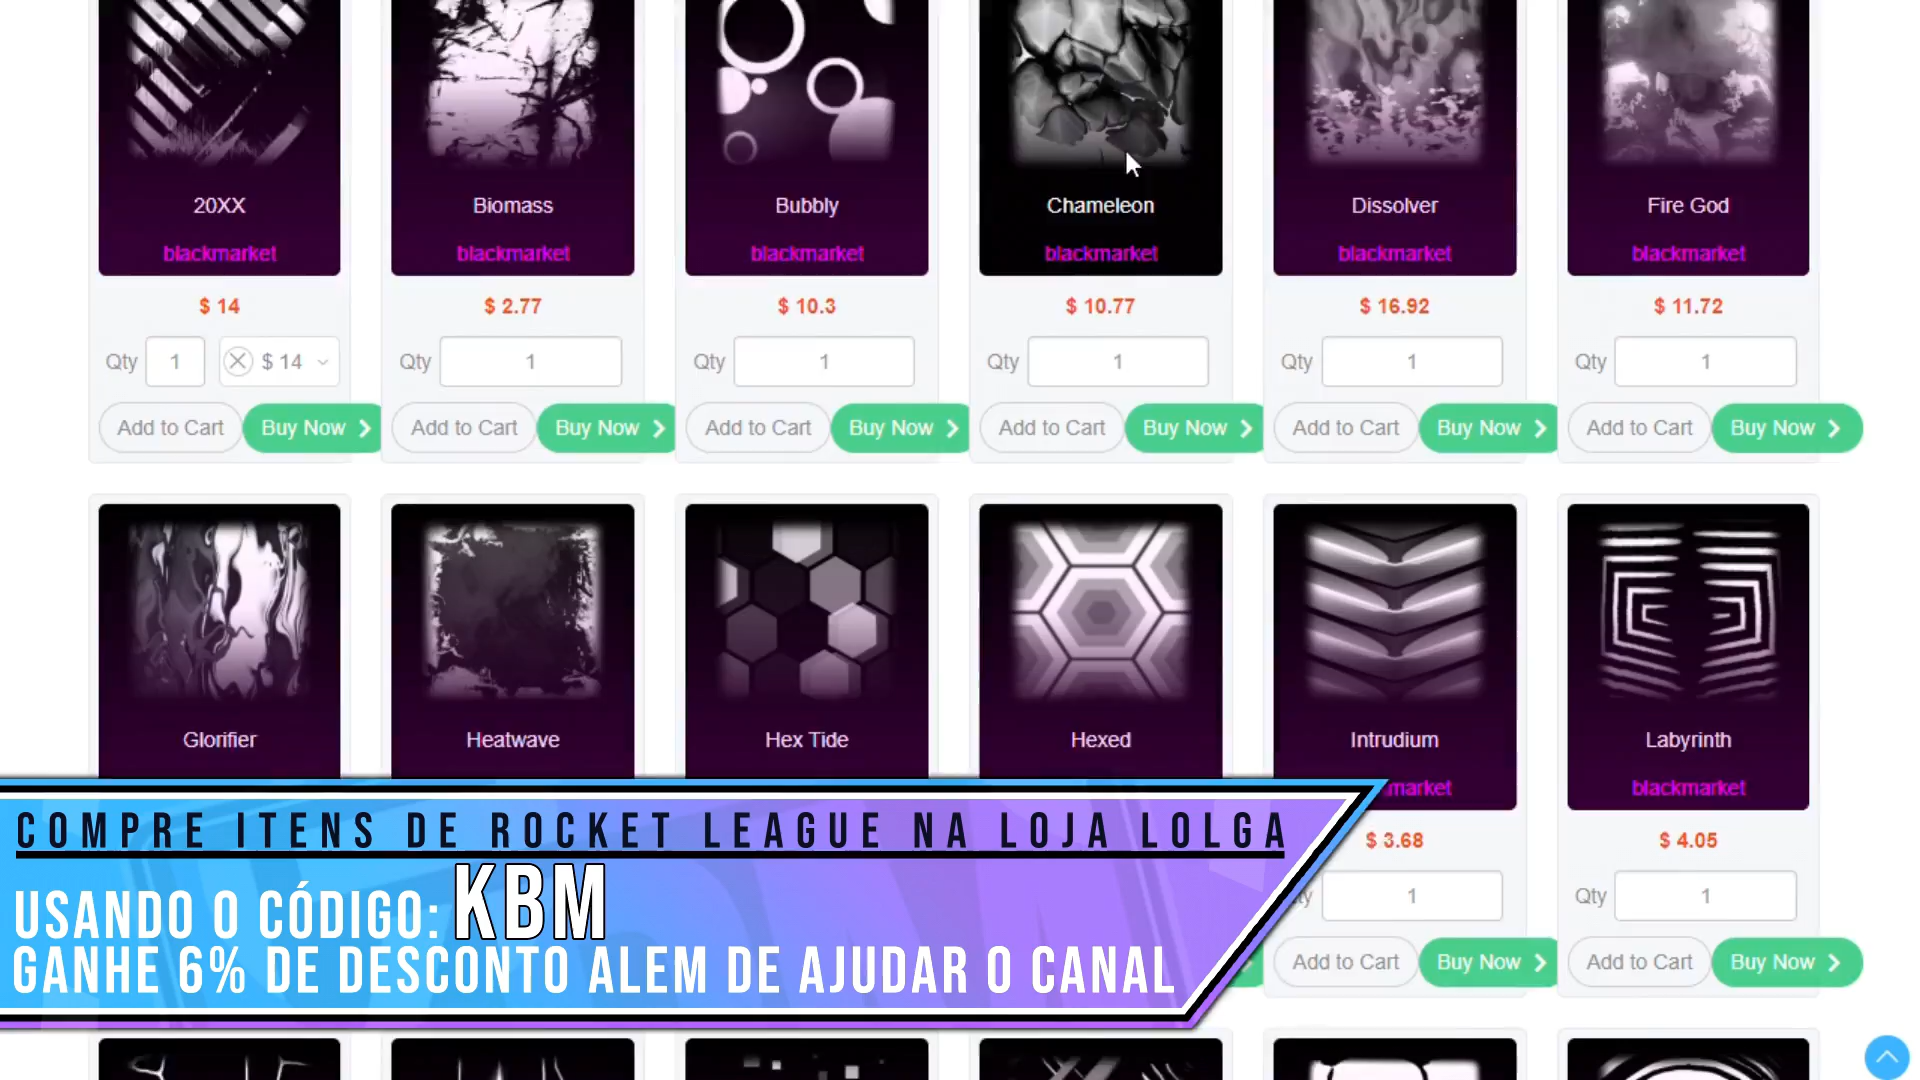 20XX Biomass Bubbly Chameleon Dissolver Fire God
blackmarket blackmarket blackmarket blackmarket blackmarket blackmarket
$ 14 $ 2.77 $ 10.3 $ 10.77 $ 16.92 $ 11.72
Qty 1 $ 14 Qty 1 Qty 1 Qty 1 Qty 1 Qty 1
Add to Cart Buy Now Add to Cart Buy Now Add to Cart Buy Now Add to Cart Buy Now Add to Cart Buy Now Add to Cart Buy Now
Glorifier Heatwave Hex Tide Hexed Intrudium Labyrinth
market blackmarket
COMPRE ITENS DE ROCKET LEAGUE NA LOJA LOLGA
$ 3.68 $ 4.05
USANDO O CÓDIGO: KBM
1 Qty 1
GANHE 6% DE DESCONTO ALEM DE AJUDAR O CANAL
Add to Cart Buy Now Add to Cart Buy Now